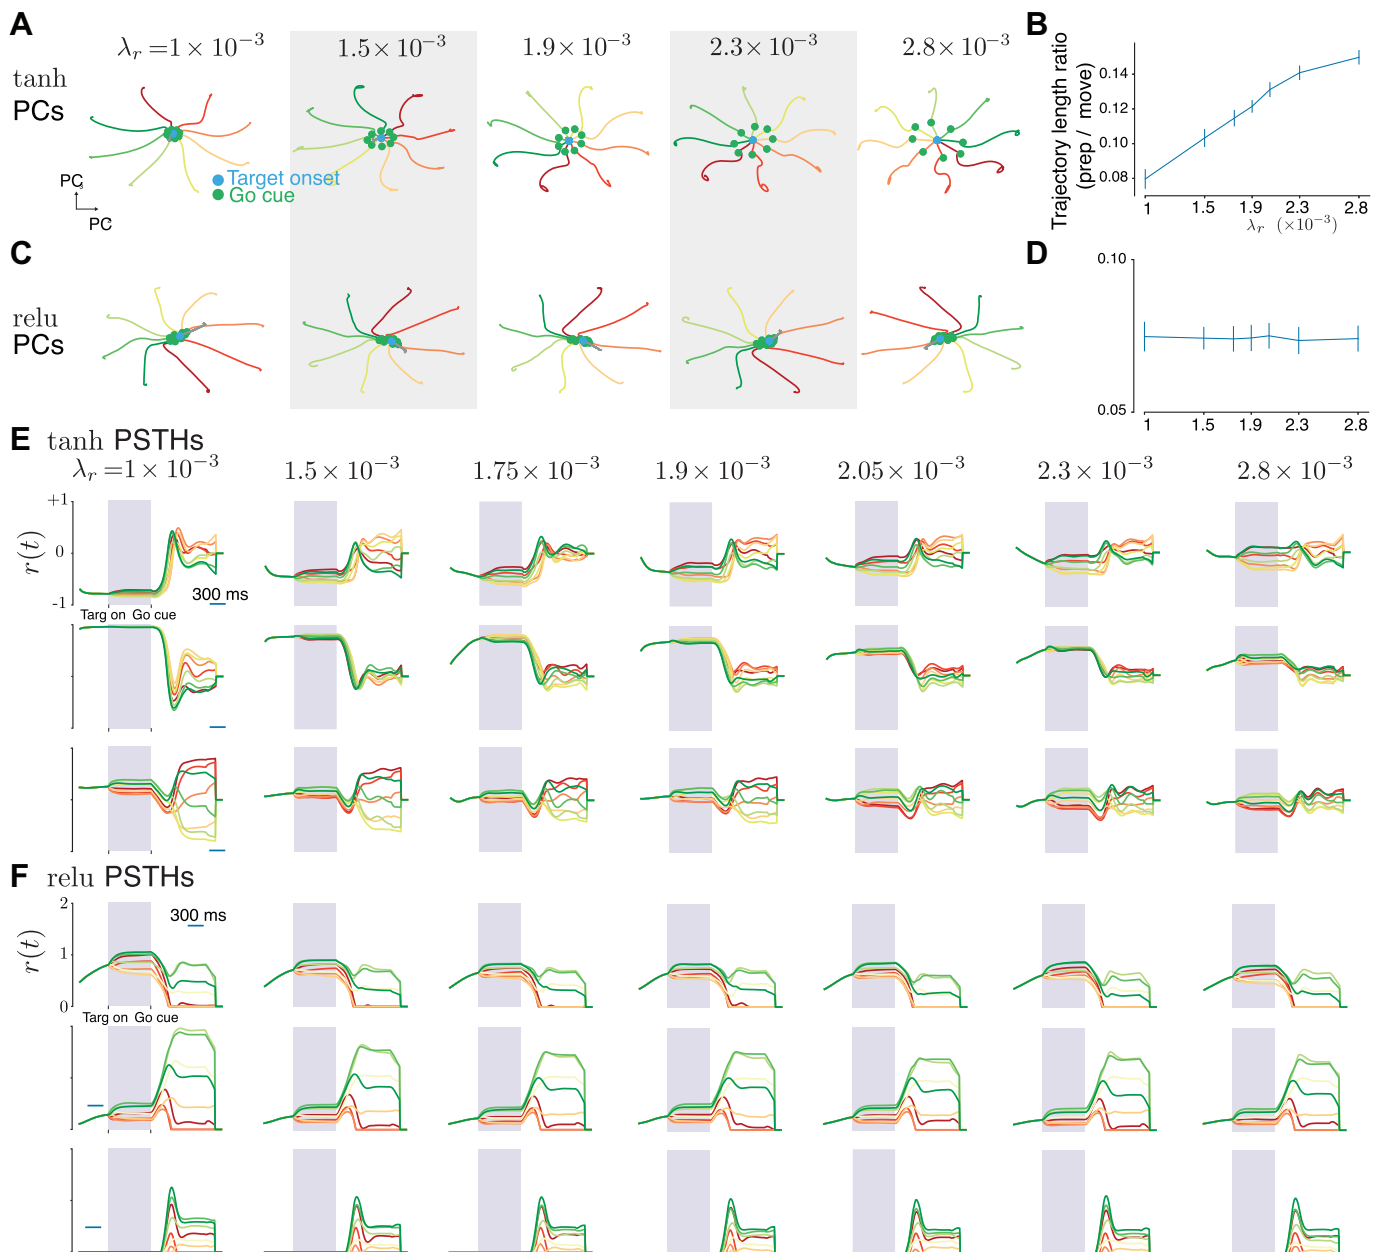 A
λr =1 × 10−3
1.5 × 10−3
1.9 × 10−3
2.3 × 10−3
2.8 × 10−3
tanh
PCs
Target onset
Go cue
PC
PC
B
Trajectory length ratio
(prep / move)
0.14
0.12
0.10
0.08
1
1.5
1.9
2.3
2.8
λr (×10−3)
C
relu
PCs
D
0.10
0.05
1
1.5
1.9
2.3
2.8
E tanh PSTHs
λr =1 × 10−3
1.5 × 10−3
1.75 × 10−3
1.9 × 10−3
2.05 × 10−3
2.3 × 10−3
2.8 × 10−3
r(t)
+1
0
-1
300 ms
Targ on Go cue
F relu PSTHs
r(t)
2
1
0
300 ms
Targ on Go cue